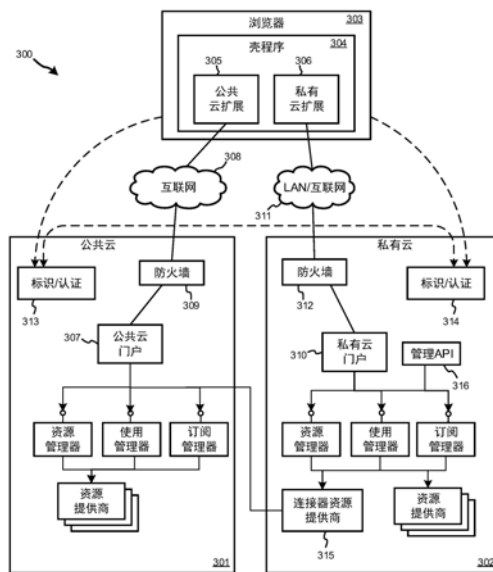 浏览器
303
壳程序
304
300
305
306
公共
云扩展
私有
云扩展
互联网
308
LAN/互联网
311
公共云
私有云
标识/认证
313
防火墙
309
防火墙
312
标识/认证
314
307
公共云
门户
310
私有云
门户
管理API
316
资源
管理器
使用
管理器
订阅
管理器
资源
管理器
使用
管理器
订阅
管理器
资源
提供商
连接器资源
提供商
资源
提供商
315
301
302